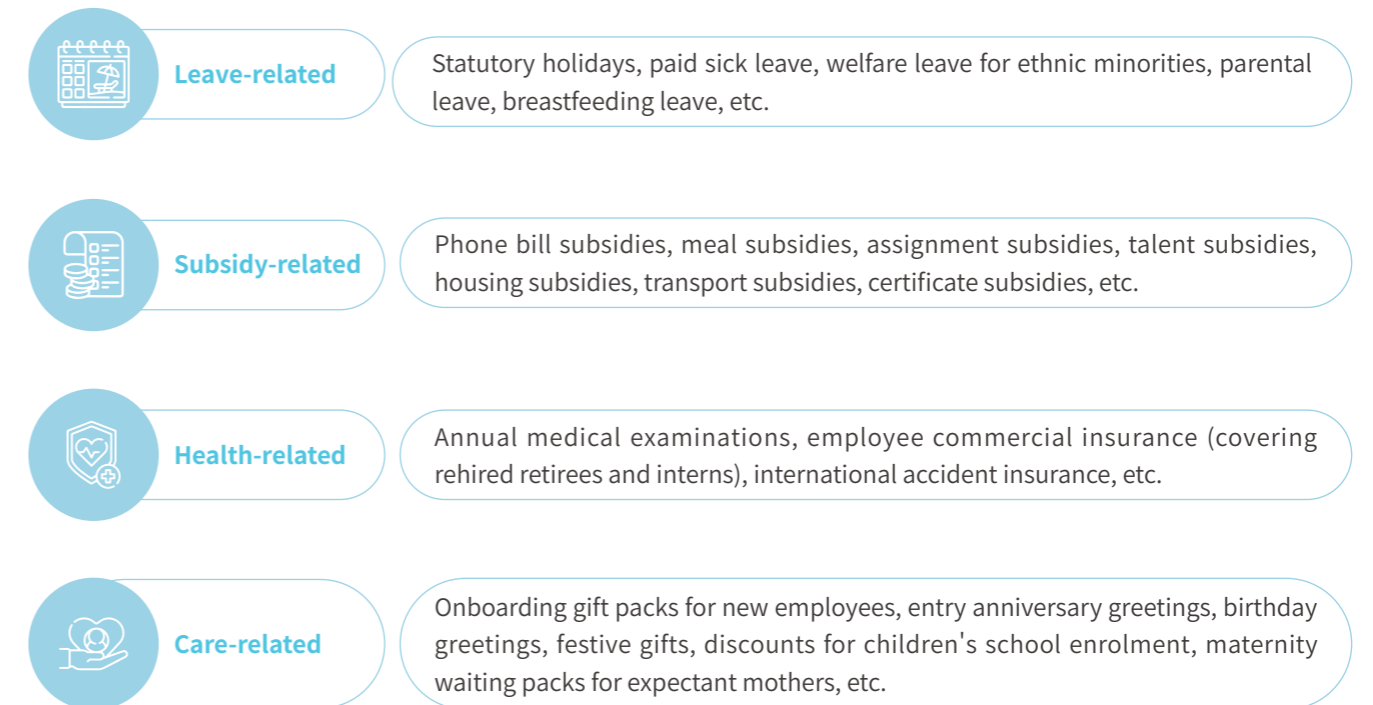 Leave-related
Statutory holidays, paid sick leave, welfare leave for ethnic minorities, parental
leave, breastfeeding leave, etc.
Subsidy-related
Phone bill subsidies, meal subsidies, assignment subsidies, talent subsidies,
housing subsidies, transport subsidies, certificate subsidies, etc.
Health-related
Annual medical examinations, employee commercial insurance (covering
rehired retirees and interns), international accident insurance, etc.
Care-related
Onboarding gift packs for new employees, entry anniversary greetings, birthday
greetings, festive gifts, discounts for children's school enrolment, maternity
waiting packs for expectant mothers, etc.